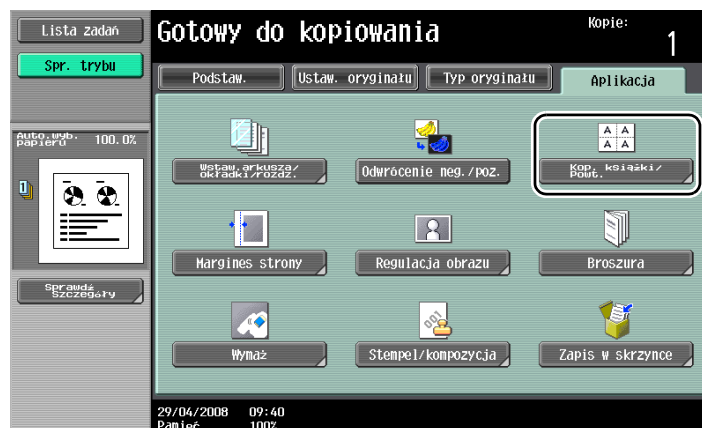 Lista zadań
Spr. trybu
Gotowy do kopiowania
Kopie:
1
Podstaw.
Ustaw. oryginału
Typ oryginału
Aplikacja
Auto.wyb.
papieru
100.0%
1
Wstaw.arkusza/
okładki/rozdz.
Odwrócenie neg./poz.
A A
A A
Kop. książki/
Powt.
Margines strony
Regulacja obrazu
Broszura
Sprawdź
Szczegóły
Wymaż
001
Stempel/kompozycja
Zapis w skrzynce
29/04/2008 09:40
Pamięć 100%